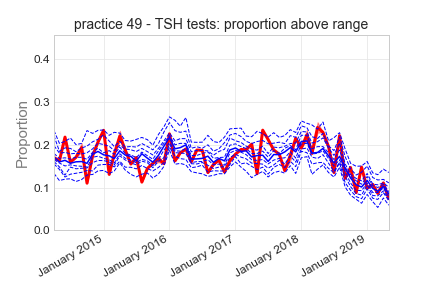 practice 49 - TSH tests: proportion above range
Proportion
0.4
0.3
0.2
0.1
0.0
January 2015
January 2016
January 2017
January 2018
January 2019